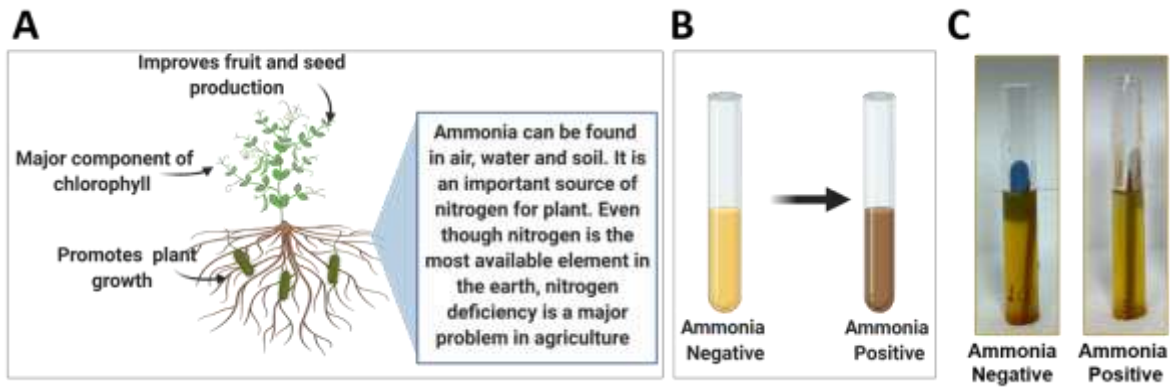 A
Improves fruit and seed
production
Major component of
chlorophyll
Promotes plant
growth
Ammonia can be found
in air, water and soil. It is
an important source of
nitrogen for plant. Even
though nitrogen is the
most available element in
the earth, nitrogen
deficiency is a major
problem in agriculture
B
Ammonia
Negative
Ammonia
Positive
C
Ammonia
Negative
Ammonia
Positive